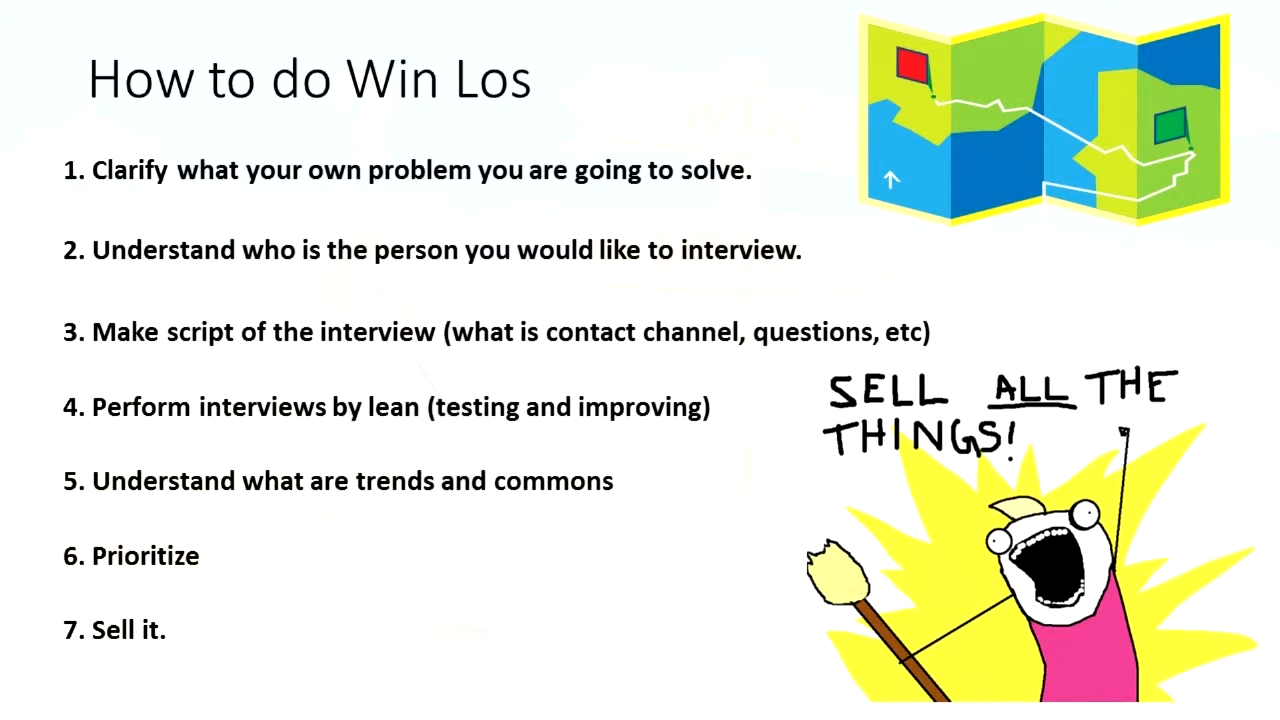 How to do Win Los
1. Clarify what your own problem you are going to solve.
2. Understand who is the person you would like to interview.
3. Make script of the interview (what is contact channel, questions, etc)
4. Perform interviews by lean (testing and improving)
5. Understand what are trends and commons
6. Prioritize
7. Sell it.
SELL ALL THE
THINGS!